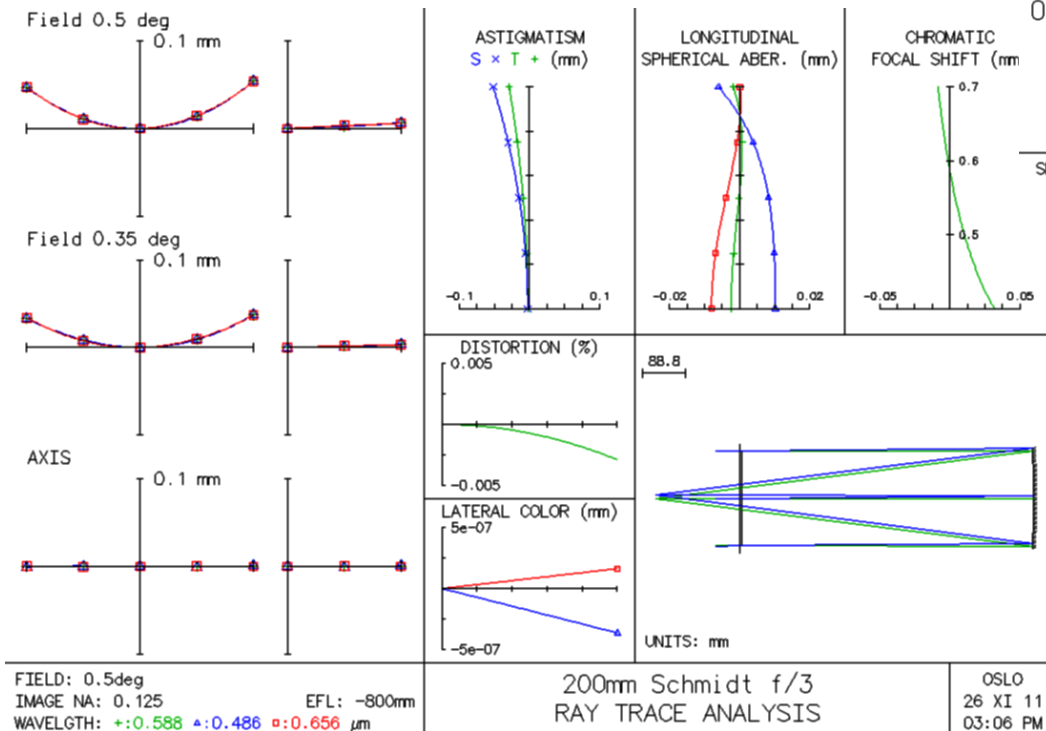 Field 0.5 deg
0.1 mm
Field 0.35 deg
0.1 mm
AXIS
0.1 mm
ASTIGMATISM
S × T + (mm)
-0.1
0.1
LONGITUDINAL
SPHERICAL ABER. (mm)
-0.02
0.02
CHROMATIC
FOCAL SHIFT (mm
0.7
0.6
0.5
-0.05
0.05
DISTORTION (%)
0.005
-0.005
LATERAL COLOR (mm)
5e-07
-5e-07
88.8
UNITS: mm
FIELD: 0.5deg
IMAGE NA: 0.125 EFL: -800mm
WAVELGTH: +:0.588 ▵:0.486 ▫:0.656 µm
200mm Schmidt f/3
RAY TRACE ANALYSIS
OSLO
26 XI 11
03:06 PM